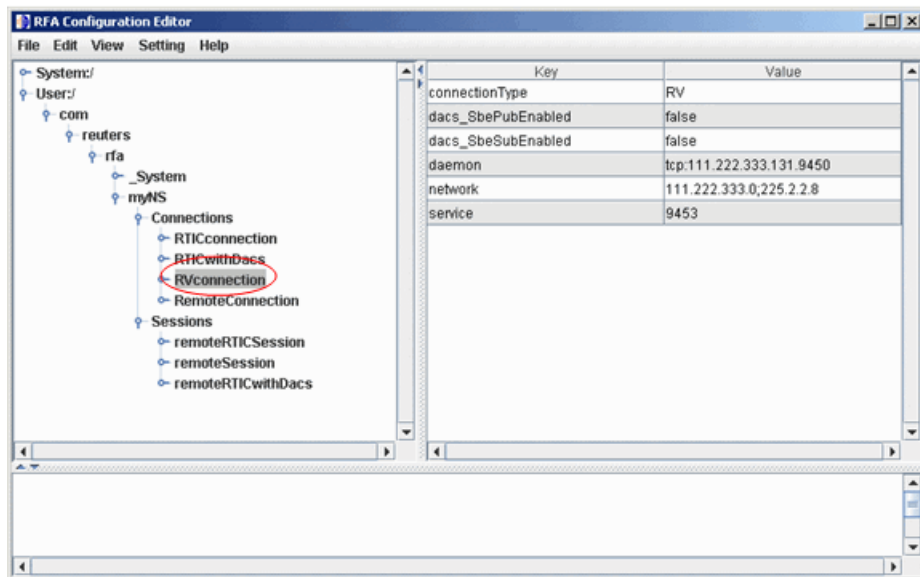 RFA Configuration Editor
File Edit View Setting Help
System:/
User:/
com
reuters
rfa
_System
myNS
Connections
RTICconnection
RTICwithDacs
RVconnection
RemoteConnection
Sessions
remoteRTICSession
remoteSession
remoteRTICwithDacs
Key Value
connectionType RV
dacs_SbePubEnabled false
dacs_SbeSubEnabled false
daemon tcp:111.222.333.131.9450
network 111.222.333.0;225.2.2.8
service 9453